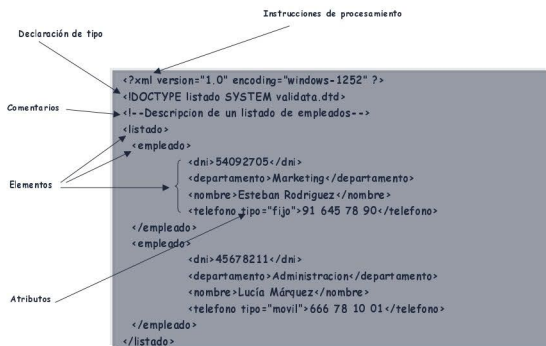 Instrucciones de procesamiento
Declaración de tipo
<?xml version="1.0" encoding="windows-1252" ?>
<!DOCTYPE listado SYSTEM validata.dtd>
Comentarios
<!--Descripcion de un listado de empleados-->
<listado>
<empleado>
<dni>54092705</dni>
Elementos
<departamento>Marketing</departamento>
<nombre>Esteban Rodriguez</nombre>
<telefono tipo="fijo">91 645 78 90</telefono>
</empleado>
<empleado>
<dni>45678211</dni>
<departamento>Administracion</departamento>
Atributos
<nombre>Lucía Márquez</nombre>
<telefono tipo="movil">666 78 10 01</telefono>
</empleado>
</listado>